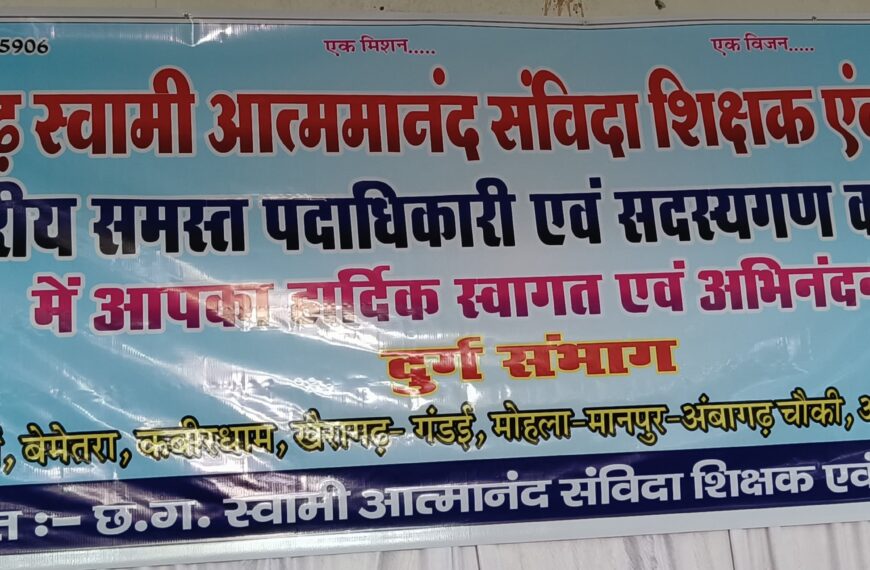 5906 एक मिशन..... एक विजन.....
ढ़ स्वामी आत्ममानंद संविदा शिक्षक एं
रीय समस्त पदाधिकारी एवं सदस्यगण क
में आपका हार्दिक स्वागत एवं अभिनंदन
दुर्ग संभाग
, बेमेतरा, कबीरधाम, खैरागढ़- गंडई, मोहला-मानपुर-अंबागढ़ चौकी,
त :– छ.ग. स्वामी आत्मानंद संविदा शिक्षक एवं